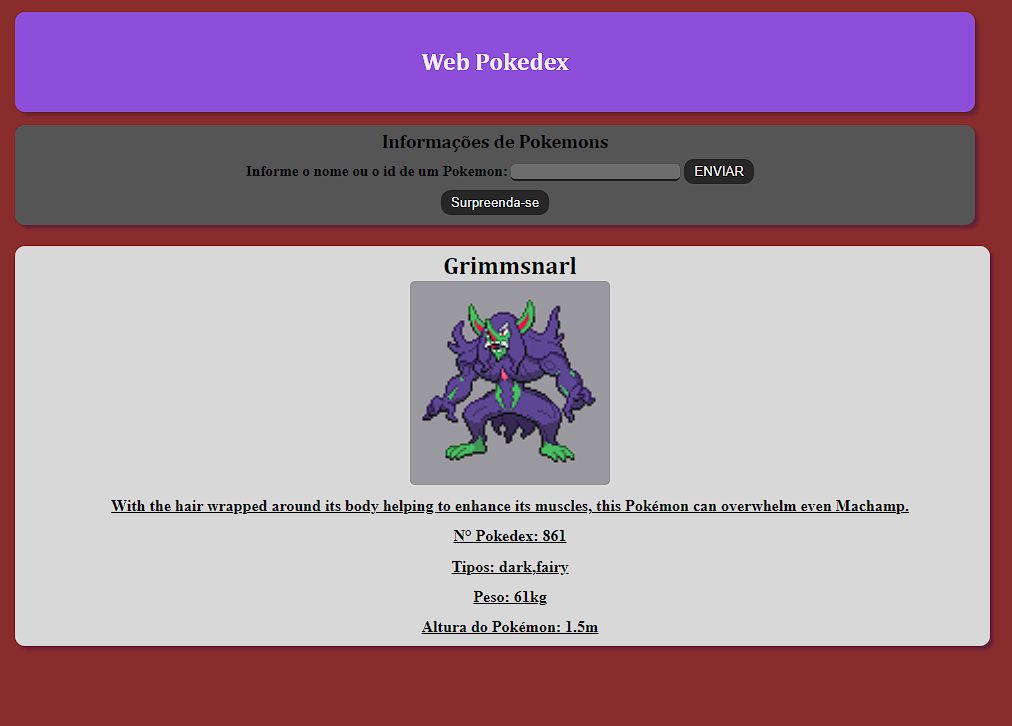 Web Pokedex
Informações de Pokemons
Informe o nome ou o id de um Pokemon: ENVIAR
Surpreenda-se
Grimmsnarl
With the hair wrapped around its body helping to enhance its muscles, this Pokémon can overwhelm even Machamp.
N° Pokedex: 861
Tipos: dark,fairy
Peso: 61kg
Altura do Pokémon: 1.5m